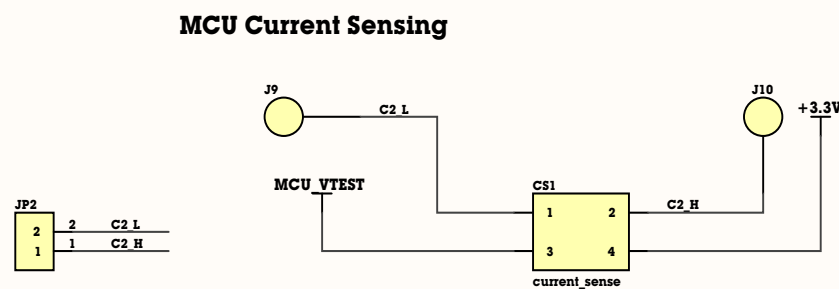 MCU Current Sensing
J9
C2_L
J10
+3.3V
MCU_VTEST
CS1
1 2
C2_H
3 4
current_sense
JP2
2 2 C2_L
1 1 C2_H